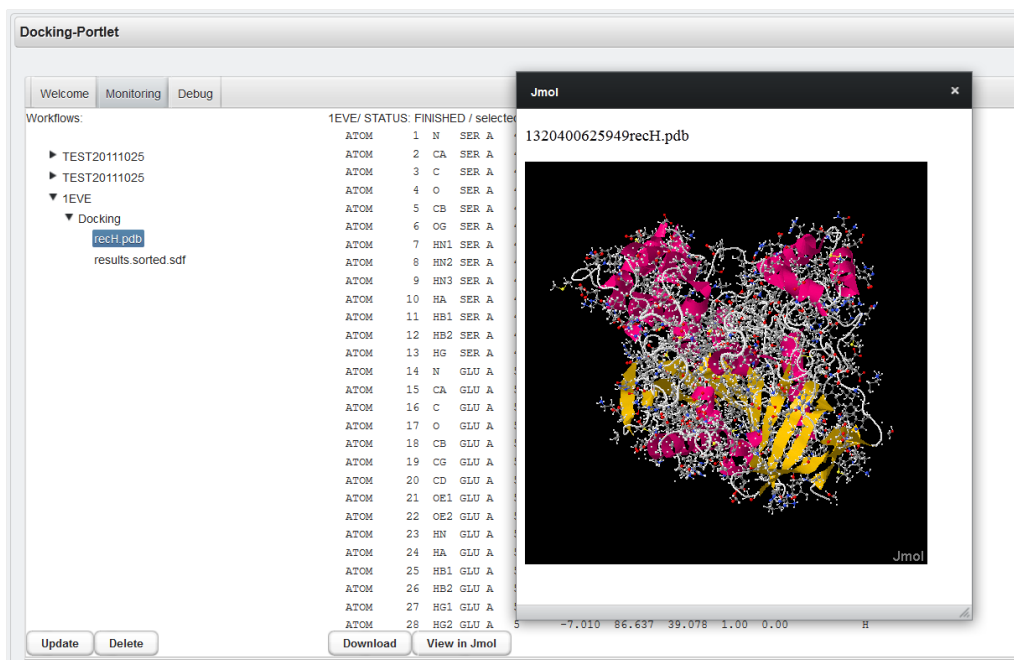 Docking-Portlet
Welcome Monitoring Debug
Workflows:
TEST20111025
TEST20111025
1EVE
Docking
recH.pdb
results.sorted.sdf
Update Delete
1EVE/ STATUS: FINISHED / selected
ATOM 1 N SER A
ATOM 2 CA SER A
ATOM 3 C SER A
ATOM 4 O SER A
ATOM 5 CB SER A
ATOM 6 OG SER A
ATOM 7 HN1 SER A
ATOM 8 HN2 SER A
ATOM 9 HN3 SER A
ATOM 10 HA SER A
ATOM 11 HB1 SER A
ATOM 12 HB2 SER A
ATOM 13 HG SER A
ATOM 14 N GLU A
ATOM 15 CA GLU A
ATOM 16 C GLU A
ATOM 17 O GLU A
ATOM 18 CB GLU A
ATOM 19 CG GLU A
ATOM 20 CD GLU A
ATOM 21 OE1 GLU A
ATOM 22 OE2 GLU A
ATOM 23 HN GLU A
ATOM 24 HA GLU A
ATOM 25 HB1 GLU A
ATOM 26 HB2 GLU A
ATOM 27 HG1 GLU A
ATOM 28 HG2 GLU A 5 -7.010 86.637 39.078 1.00 0.00 H
Download View in Jmol
Jmol ×
1320400625949recH.pdb
Jmol